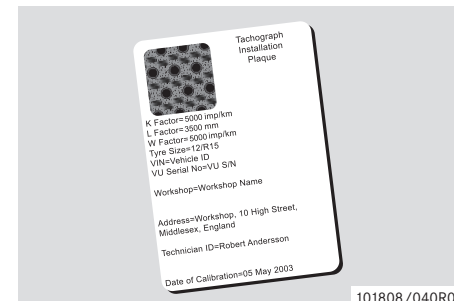 Tachograph
Installation
Plaque
K Factor=5000 imp/km
L Factor=3500 mm
W Factor=5000 imp/km
Tyre Size=12/R15
VIN=Vehicle ID
VU Serial No=VU S/N
Workshop=Workshop Name
Address=Workshop, 10 High Street,
Middlesex, England
Technician ID=Robert Andersson
Date of Calibration=05 May 2003
101808/040R0